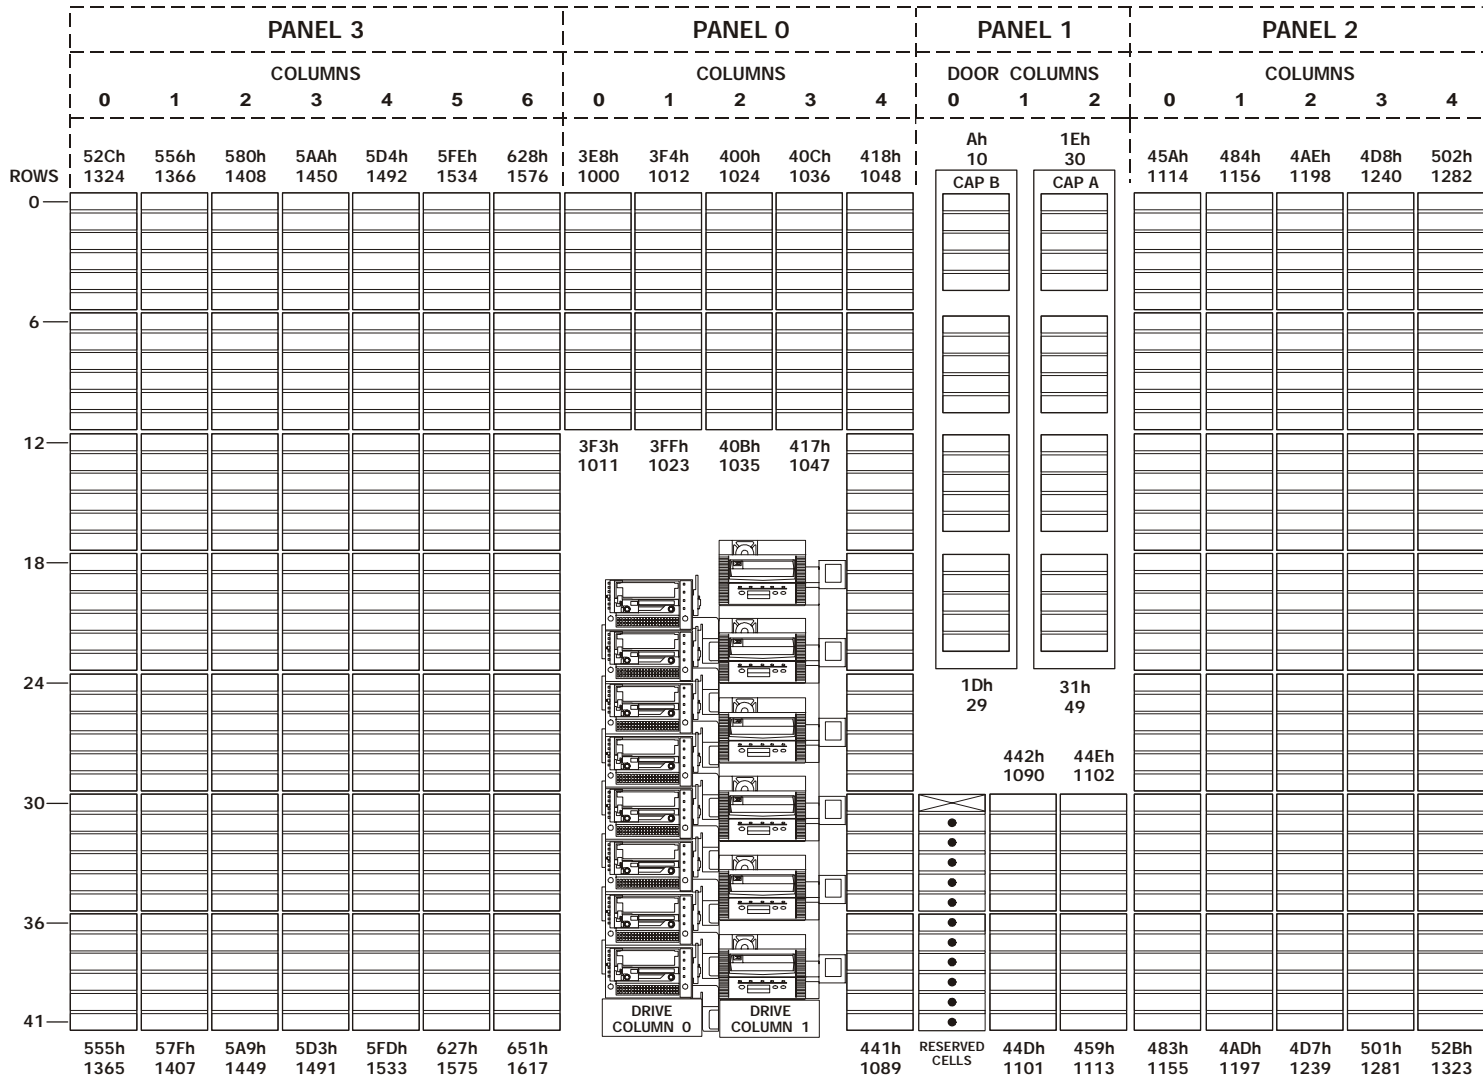 PANEL 3 PANEL 0 PANEL 1 PANEL 2
COLUMNS COLUMNS DOOR COLUMNS COLUMNS
0 1 2 3 4 5 6 0 1 2 3 4 0 1 2 0 1 2 3 4
Ah 1Eh
10 30
52Ch 556h 580h 5AAh 5D4h 5FEh 628h 3E8h 3F4h 400h 40Ch 418h 45Ah 484h 4AEh 4D8h 502h
ROWS 1324 1366 1408 1450 1492 1534 1576 1000 1012 1024 1036 1048 1114 1156 1198 1240 1282
CAP B CAP A
0
6
12
3F3h 3FFh 40Bh 417h
1011 1023 1035 1047
18
24
1Dh 31h
29 49
442h 44Eh
1090 1102
30
36
41
DRIVE COLUMN 0
DRIVE COLUMN 1
RESERVED CELLS
555h 57Fh 5A9h 5D3h 5FDh 627h 651h 441h 44Dh 459h 483h 4ADh 4D7h 501h 52Bh
1365 1407 1449 1491 1533 1575 1617 1089 1101 1113 1155 1197 1239 1281 1323